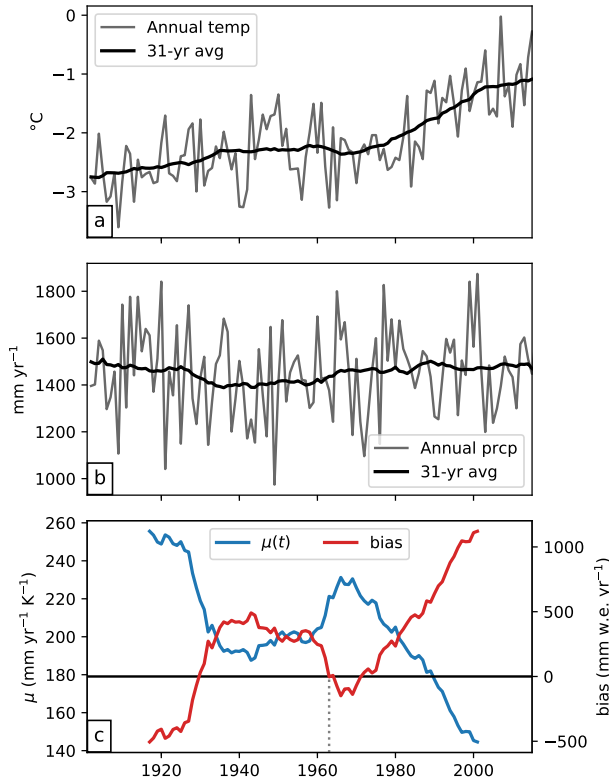 0
−1
−2
−3
°C
Annual temp
31-yr avg
a
1800
1600
1400
1200
1000
mm yr⁻¹
Annual prcp
31-yr avg
b
260
240
220
200
180
160
140
μ (mm yr⁻¹ K⁻¹)
μ(t)
bias
1000
500
0
−500
bias (mm w.e. yr⁻¹)
c
1920
1940
1960
1980
2000